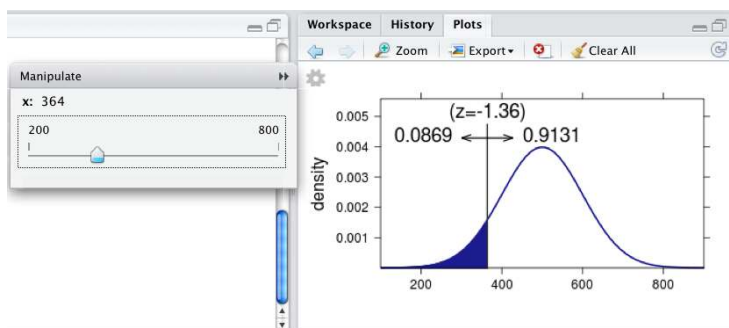 Workspace History Plots
Zoom Export Clear All
Manipulate
x: 364
200 800
(z=-1.36)
0.0869 0.9131
0.005
0.004
0.003
0.002
0.001
density
200 400 600 800